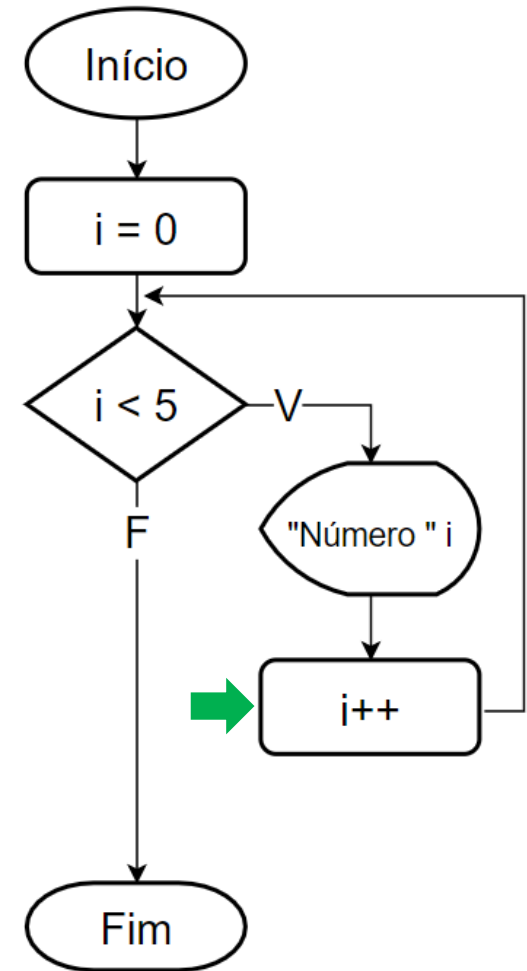 Início
i = 0
i < 5
V
F
"Número " i
i++
Fim